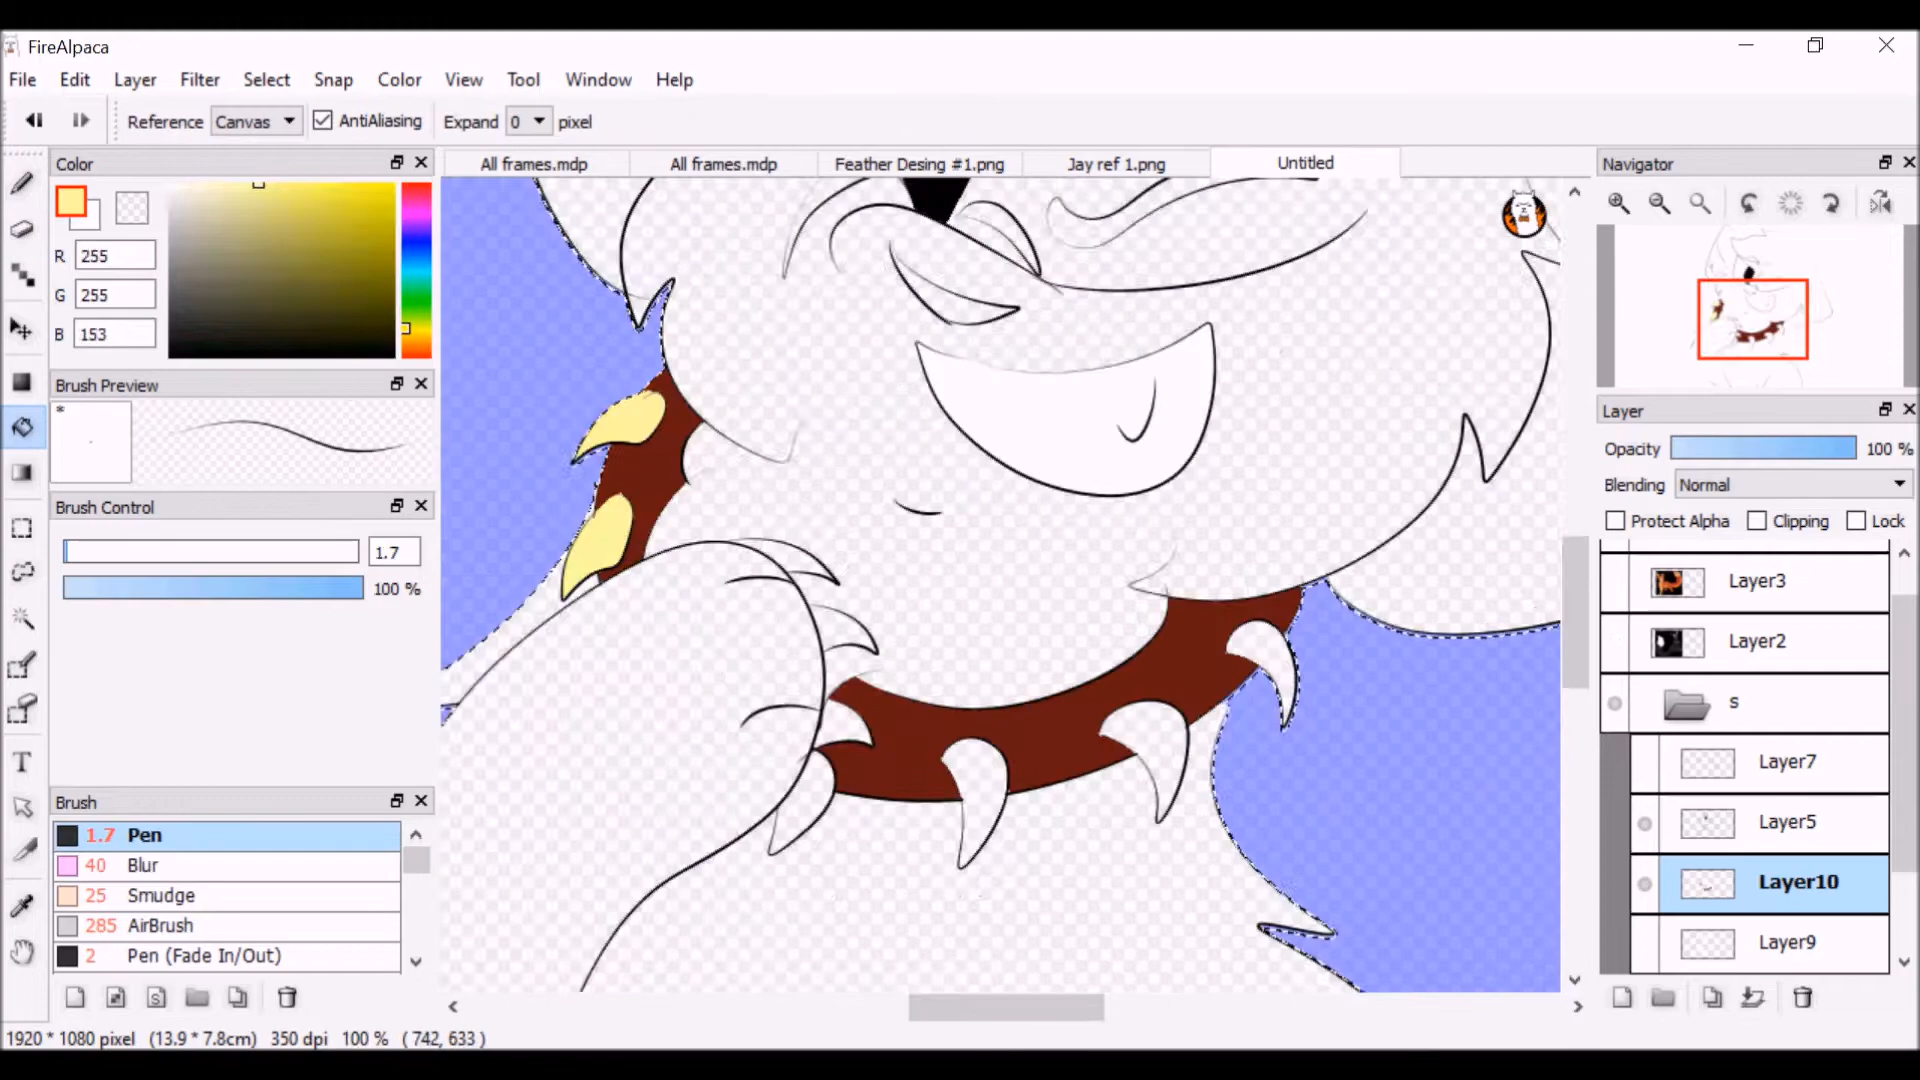 FireAlpaca
File Edit Layer Filter Select Snap Color View Tool Window Help
Reference Canvas AntiAliasing Expand 0 pixel
Color
R 255
G 255
B 153
Brush Preview
*
Brush Control
1.7
100 %
Brush
1.7 Pen
40 Blur
25 Smudge
285 AirBrush
2 Pen (Fade In/Out)
T
S
1920 * 1080 pixel (13.9 * 7.8cm) 350 dpi 100 % ( 742, 633 )
All frames.mdp All frames.mdp Feather Desing #1.png Jay ref 1.png Untitled
Navigator
Layer
Opacity 100 %
Blending Normal
Protect Alpha Clipping Lock
Layer3
Layer2
s
Layer7
Layer5
Layer10
Layer9